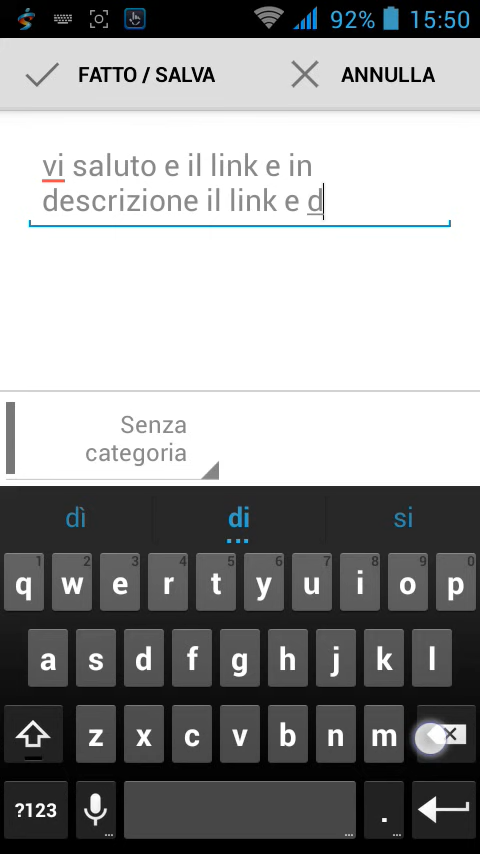 92% 15:50
FATTO / SALVA ANNULLA
vi saluto e il link e in
descrizione il link e d
Senza
categoria
dì di si
q 1 w 2 e 3 r 4 t 5 y 6 u 7 i 8 o 9 p 0
a s d f g h j k l
z x c v b n m
?123 .